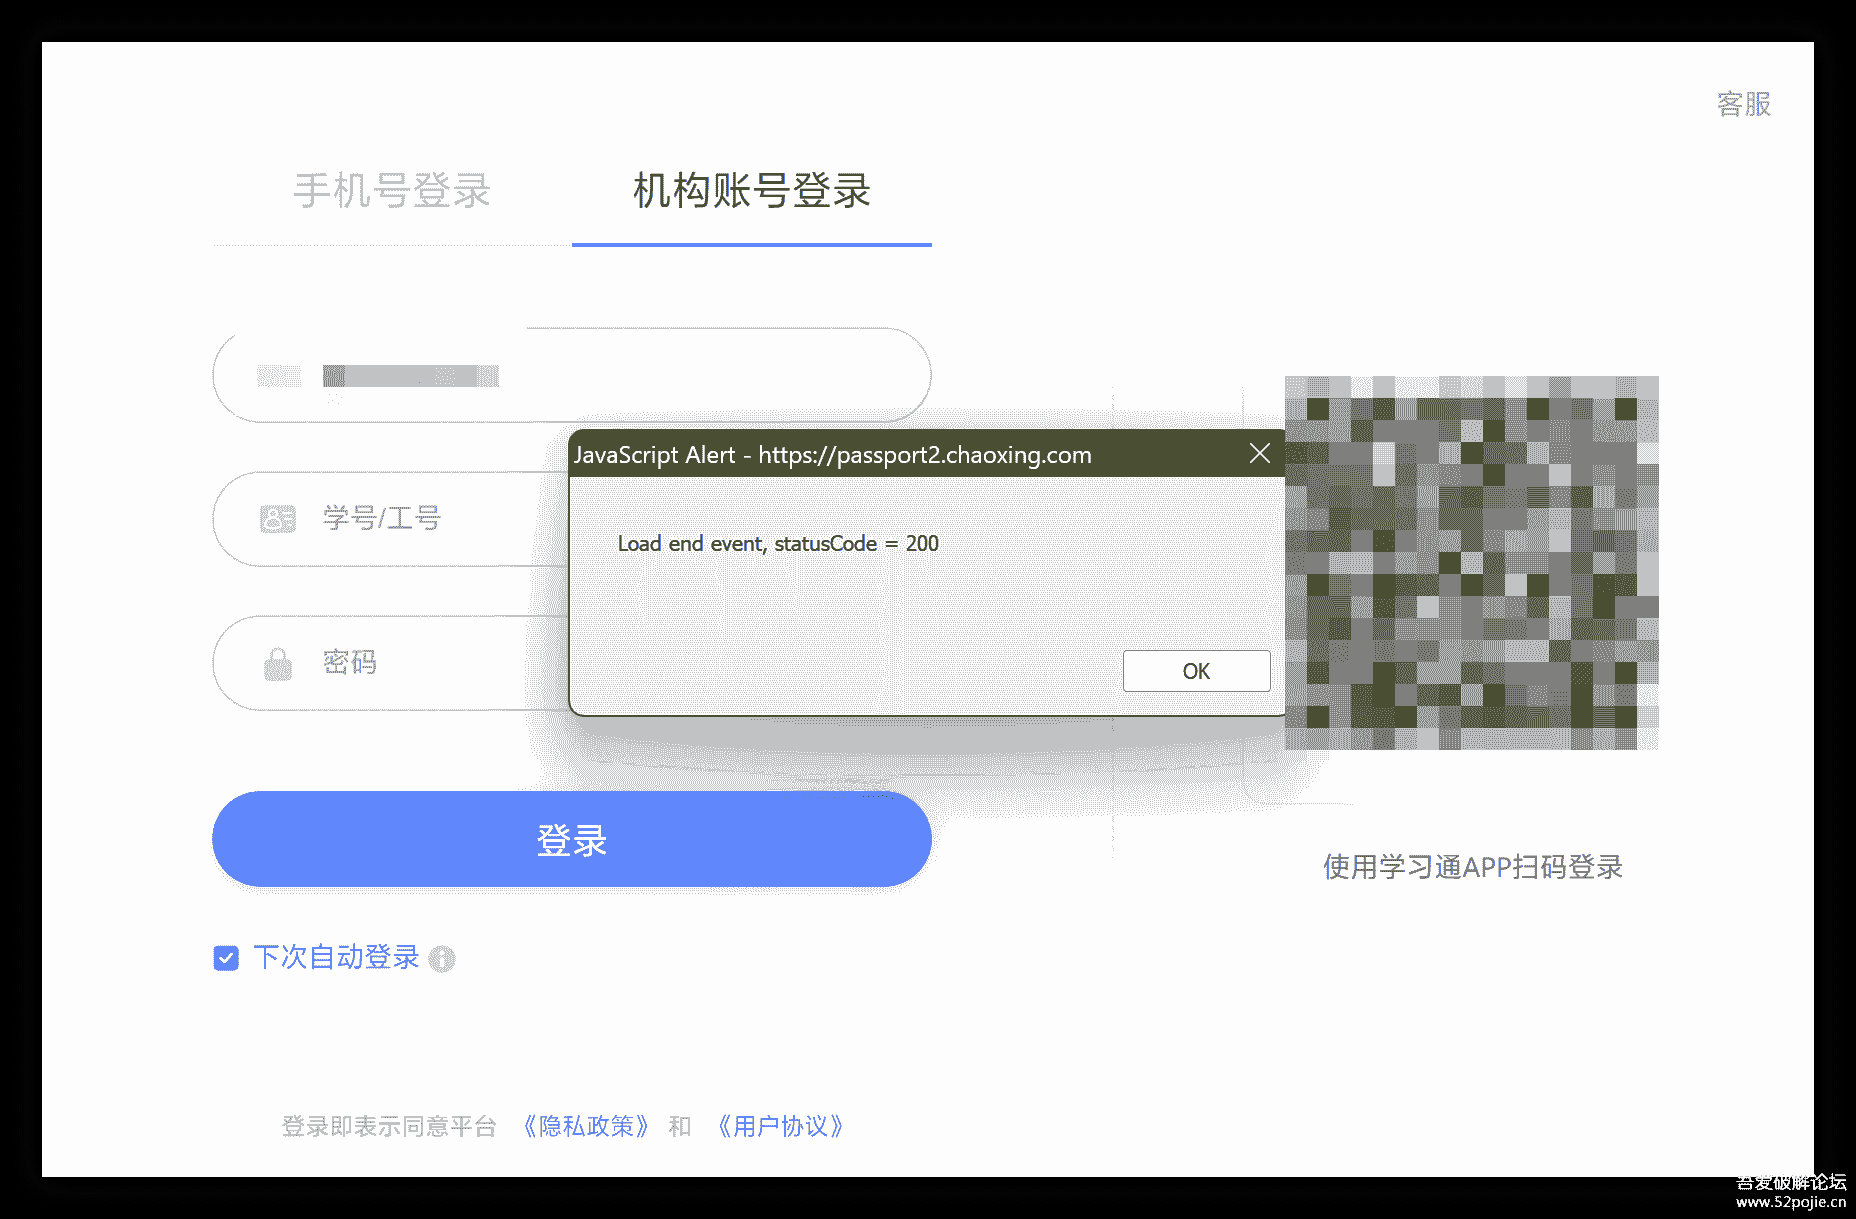 客服
手机号登录
机构账号登录
JavaScript Alert - https://passport2.chaoxing.com
Load end event, statusCode = 200
OK
学号/工号
密码
登录
使用学习通APP扫码登录
下次自动登录
登录即表示同意平台 《隐私政策》 和 《用户协议》
吾爱破解论坛
www.52pojie.cn